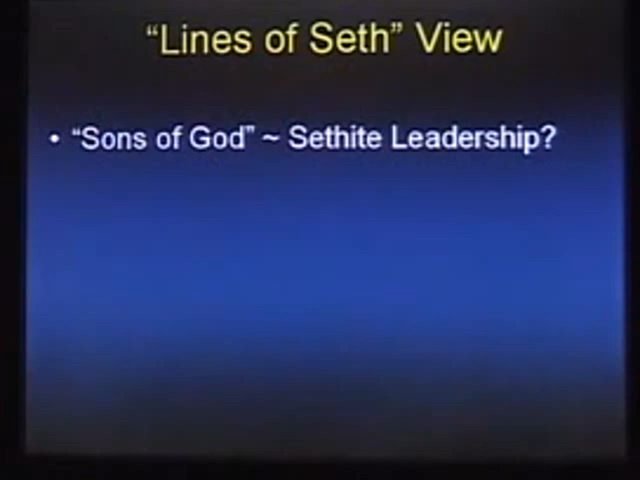 “Lines of Seth” View
• “Sons of God” ~ Sethite Leadership?